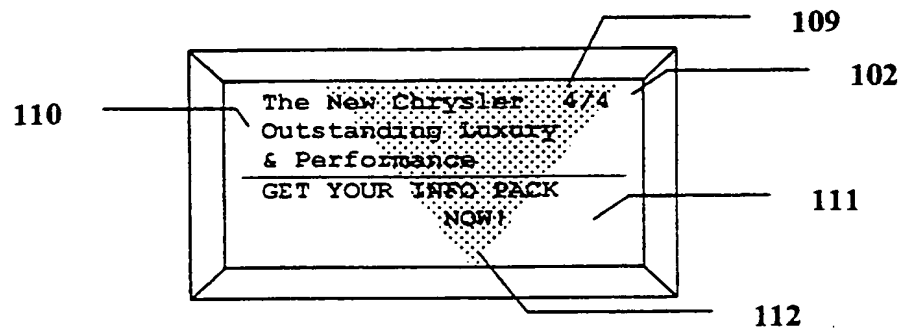 109
102
110
The New Chrysler 4/4
Outstanding Luxury
& Performance
GET YOUR INFO PACK
NOW!
111
112